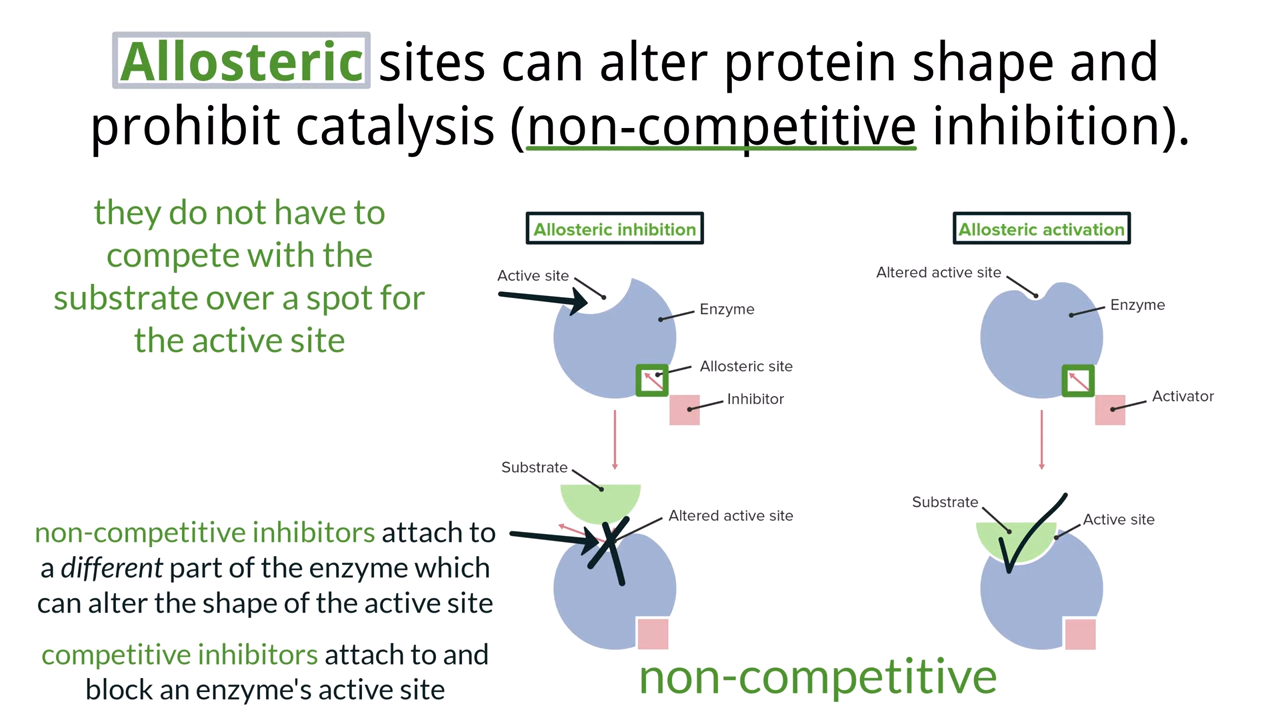 Allosteric sites can alter protein shape and
prohibit catalysis (non-competitive inhibition).
they do not have to
compete with the
substrate over a spot for
the active site
non-competitive inhibitors attach to
a different part of the enzyme which
can alter the shape of the active site
competitive inhibitors attach to and
block an enzyme's active site
Allosteric inhibition
Active site
Enzyme
Allosteric site
Inhibitor
Substrate
Altered active site
Allosteric activation
Altered active site
Enzyme
Activator
Substrate
Active site
non-competitive